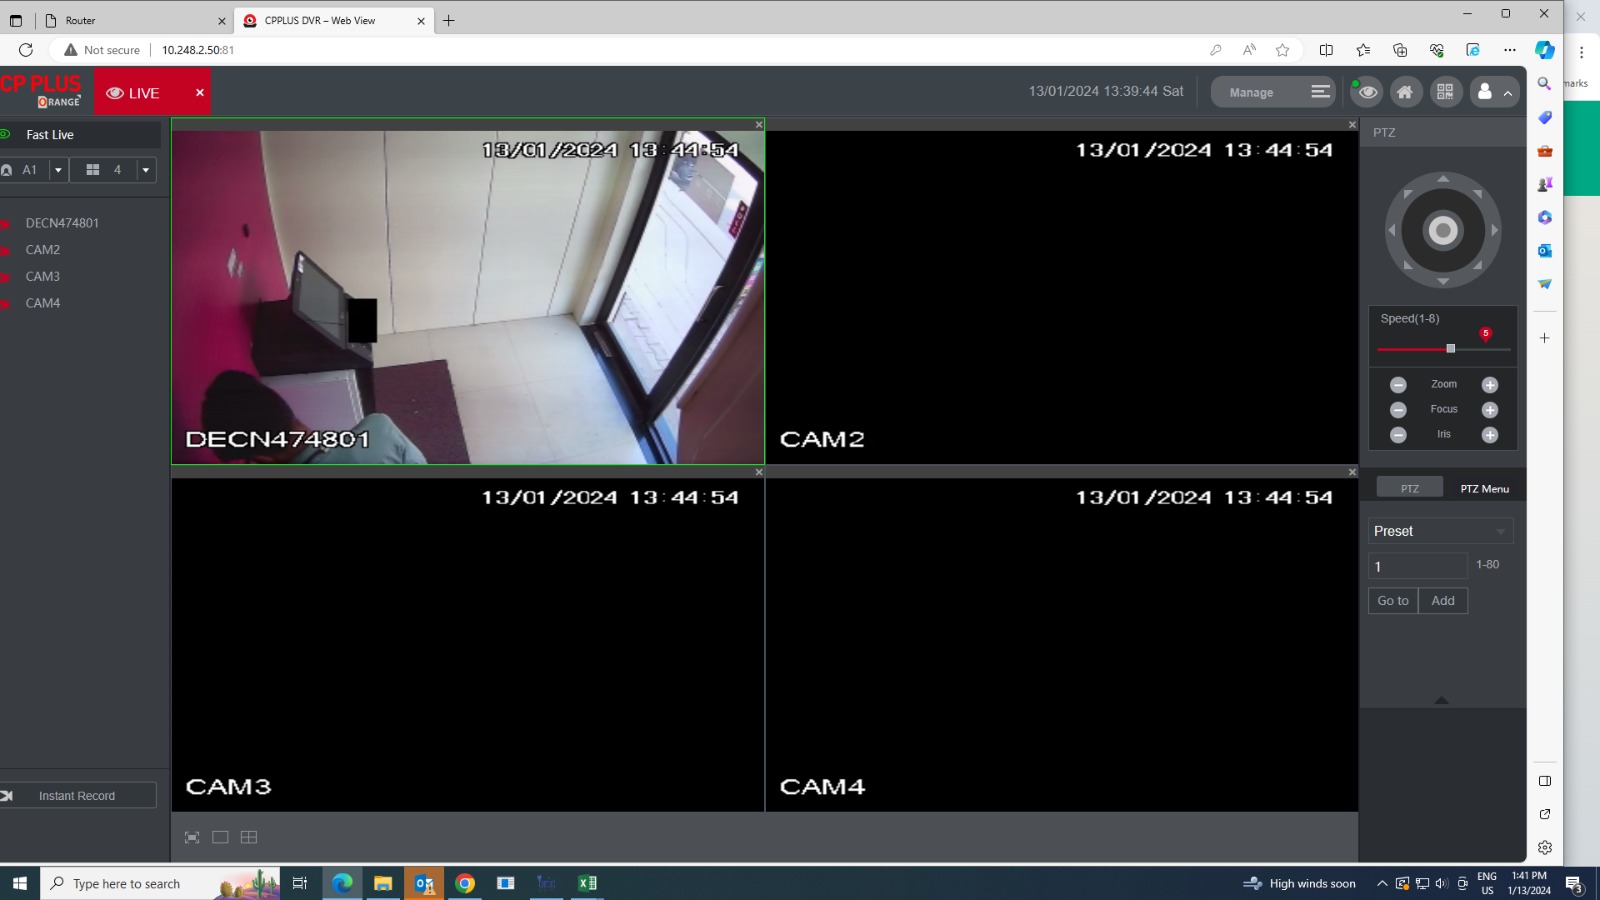 Router
CPPLUS DVR – Web View
Not secure
10.248.2.50:81
marks
CP PLUS
ORANGE
LIVE
13/01/2024 13:39:44 Sat
Manage
Fast Live
A1
4
DECN474801
CAM2
CAM3
CAM4
13/01/2024 13:44:54
DECN474801
13/01/2024 13:44:54
CAM2
13/01/2024 13:44:54
CAM3
13/01/2024 13:44:54
CAM4
PTZ
Speed(1-8)
5
Zoom
Focus
Iris
PTZ
PTZ Menu
Preset
1
1-80
Go to
Add
Instant Record
Type here to search
High winds soon
ENG
US
1:41 PM
1/13/2024
3